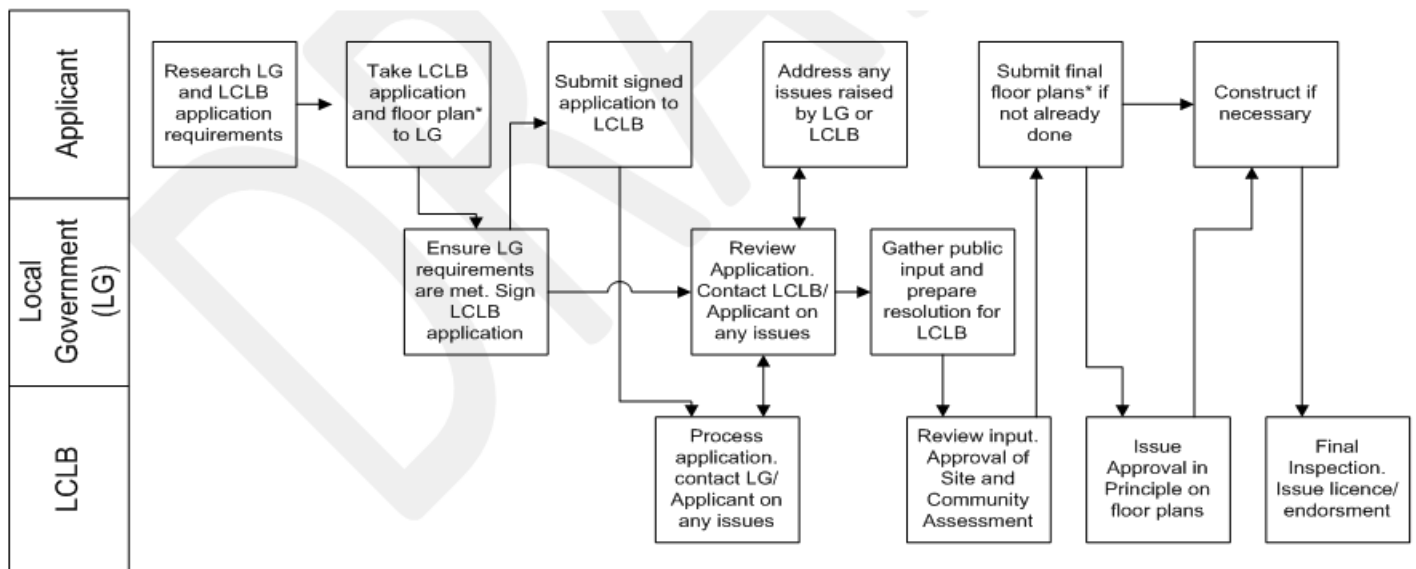 Applicant
Research LG
and LCLB
application
requirements
Take LCLB
application
and floor plan*
to LG
Submit signed
application to
LCLB
Address any
issues raised
by LG or
LCLB
Submit final
floor plans* if
not already
done
Construct if
necessary
Local
Government
(LG)
Ensure LG
requirements
are met. Sign
LCLB
application
Review
Application.
Contact LCLB/
Applicant on
any issues
Gather public
input and
prepare
resolution for
LCLB
LCLB
Process
application.
contact LG/
Applicant on
any issues
Review input.
Approval of
Site and
Community
Assessment
Issue
Approval in
Principle on
floor plans
Final
Inspection.
Issue licence/
endorsment